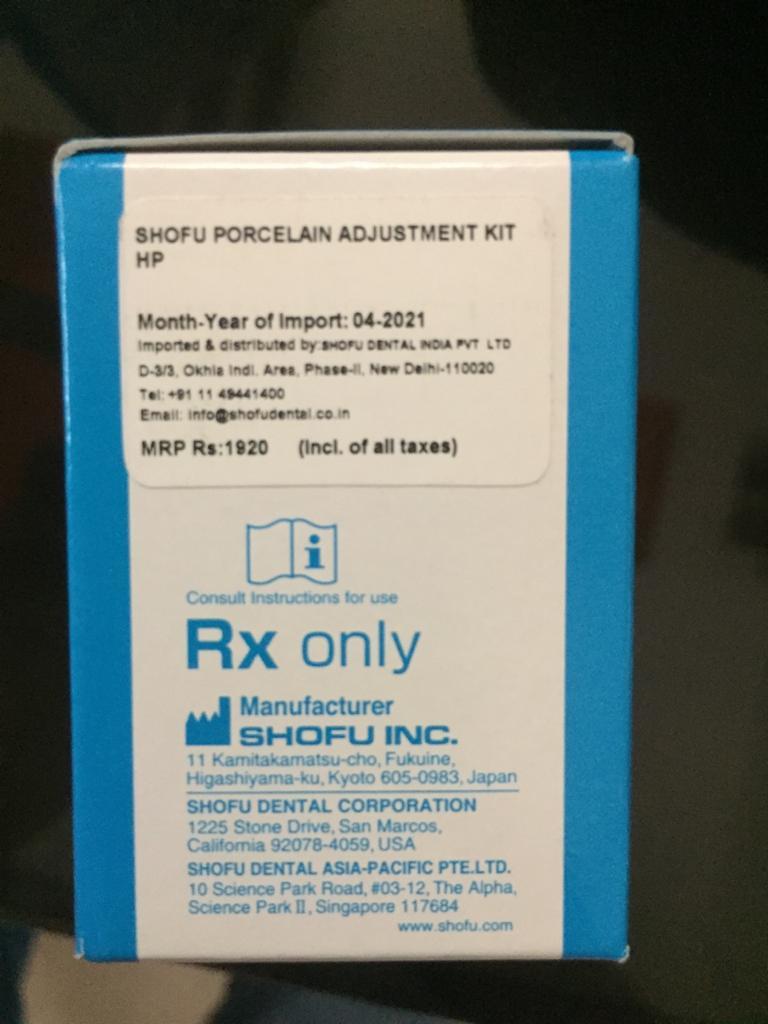 SHOFU PORCELAIN ADJUSTMENT KIT
HP
Month-Year of Import: 04-2021
Imported & distributed by:SHOFU DENTAL INDIA PVT LTD
D-3/3, Okhla Indl. Area, Phase-II, New Delhi-110020
Tel: +91 11 49441400
Email: info@shofudental.co.in
MRP Rs:1920 (Incl. of all taxes)
i
Consult Instructions for use
Rx only
Manufacturer
SHOFU INC.
11 Kamitakamatsu-cho, Fukuine,
Higashiyama-ku, Kyoto 605-0983, Japan
SHOFU DENTAL CORPORATION
1225 Stone Drive, San Marcos,
California 92078-4059, USA
SHOFU DENTAL ASIA-PACIFIC PTE.LTD.
10 Science Park Road, #03-12, The Alpha,
Science Park II, Singapore 117684
www.shofu.com